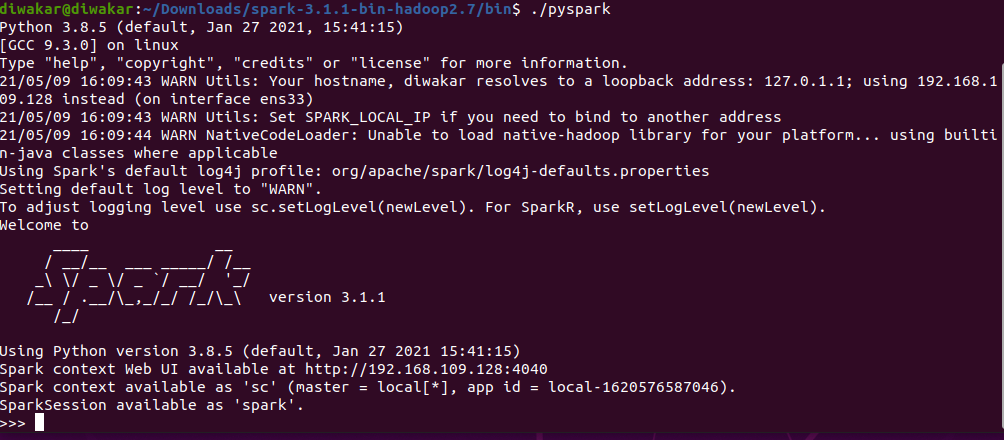 diwakar@diwakar:~/Downloads/spark-3.1.1-bin-hadoop2.7/bin$ ./pyspark
Python 3.8.5 (default, Jan 27 2021, 15:41:15)
[GCC 9.3.0] on linux
Type "help", "copyright", "credits" or "license" for more information.
21/05/09 16:09:43 WARN Utils: Your hostname, diwakar resolves to a loopback address: 127.0.1.1; using 192.168.1
09.128 instead (on interface ens33)
21/05/09 16:09:43 WARN Utils: Set SPARK_LOCAL_IP if you need to bind to another address
21/05/09 16:09:44 WARN NativeCodeLoader: Unable to load native-hadoop library for your platform... using builti
n-java classes where applicable
Using Spark's default log4j profile: org/apache/spark/log4j-defaults.properties
Setting default log level to "WARN".
To adjust logging level use sc.setLogLevel(newLevel). For SparkR, use setLogLevel(newLevel).
Welcome to
      ____              __
     / __/__  ___ _____/ /__
    _\ \/ _ \/ _ `/ __/  '_/
   /__ / .__/\_,_/_/ /_/\_\   version 3.1.1
      /_/
Using Python version 3.8.5 (default, Jan 27 2021 15:41:15)
Spark context Web UI available at http://192.168.109.128:4040
Spark context available as 'sc' (master = local[*], app id = local-1620576587046).
SparkSession available as 'spark'.
>>>